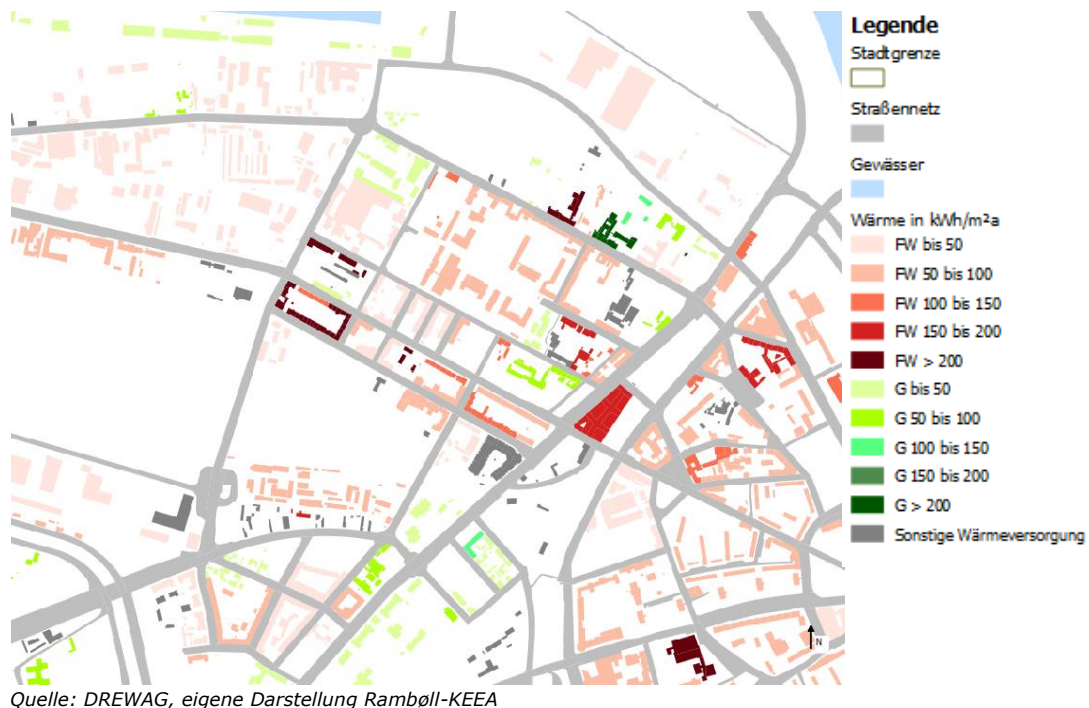 Legende
Stadtgrenze
Straßennetz
Gewässer
Wärme in kWh/m²a
FW bis 50
FW 50 bis 100
FW 100 bis 150
FW 150 bis 200
FW > 200
G bis 50
G 50 bis 100
G 100 bis 150
G 150 bis 200
G > 200
Sonstige Wärmeversorgung
N
Quelle: DREWAG, eigene Darstellung Rambøll-KEEA